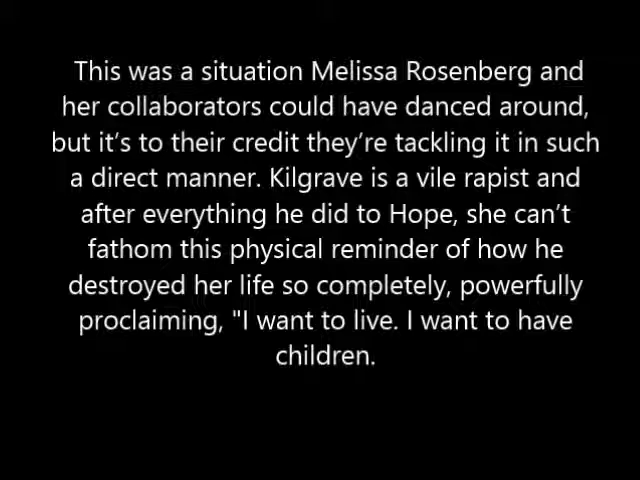 This was a situation Melissa Rosenberg and
her collaborators could have danced around,
but it’s to their credit they’re tackling it in such
a direct manner. Kilgrave is a vile rapist and
after everything he did to Hope, she can’t
fathom this physical reminder of how he
destroyed her life so completely, powerfully
proclaiming, "I want to live. I want to have
children.